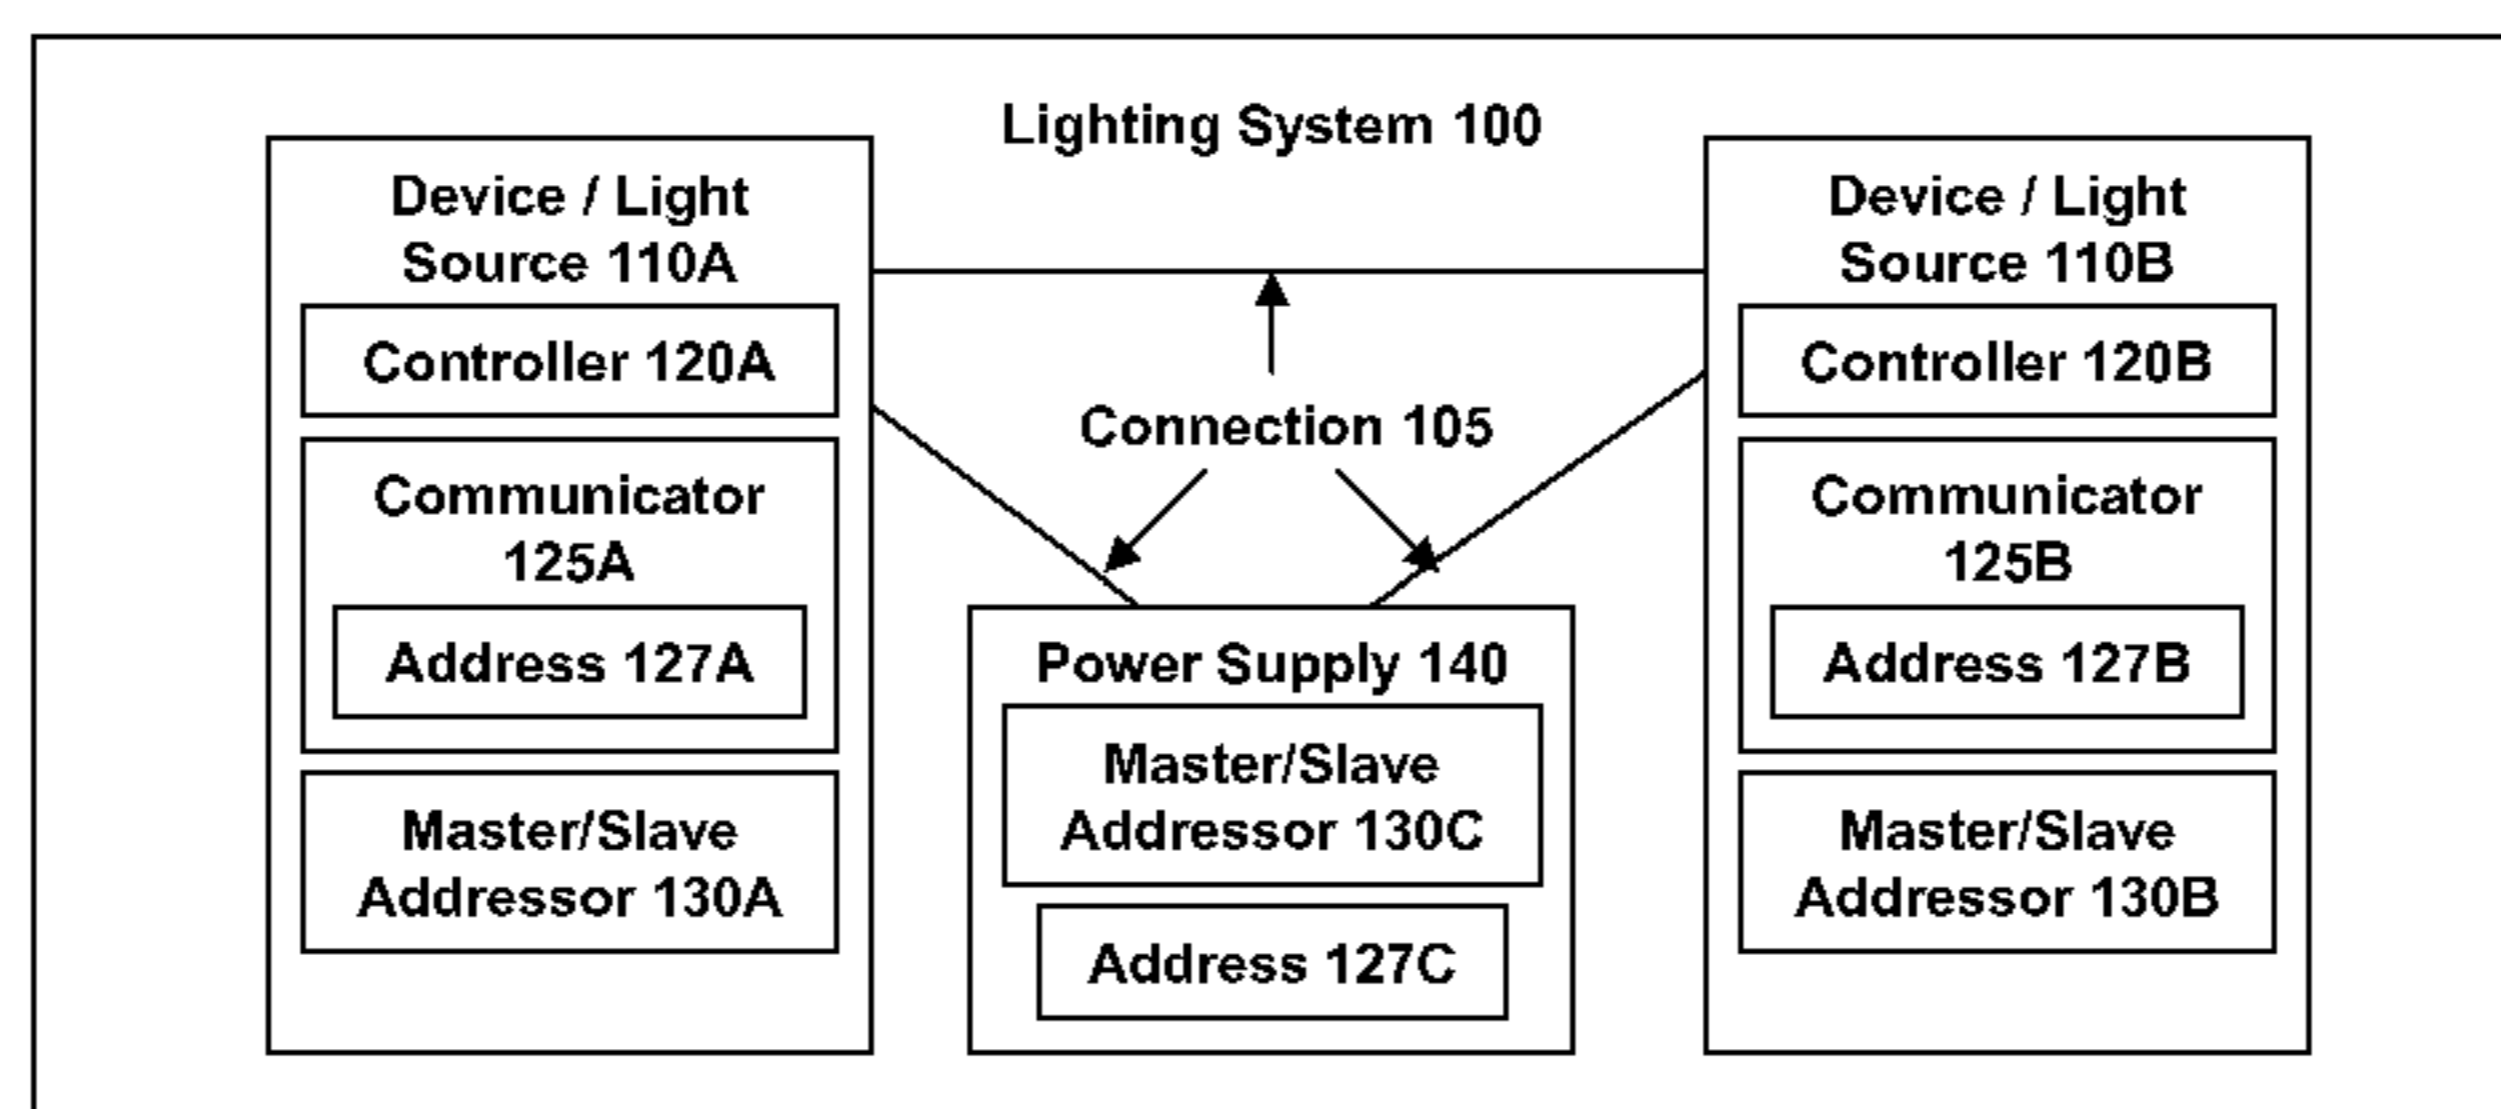 Lighting System 100
Device / Light
Source 110A
Controller 120A
Communicator
125A
Address 127A
Master/Slave
Addressor 130A
Connection 105
Power Supply 140
Master/Slave
Addressor 130C
Address 127C
Device / Light
Source 110B
Controller 120B
Communicator
125B
Address 127B
Master/Slave
Addressor 130B